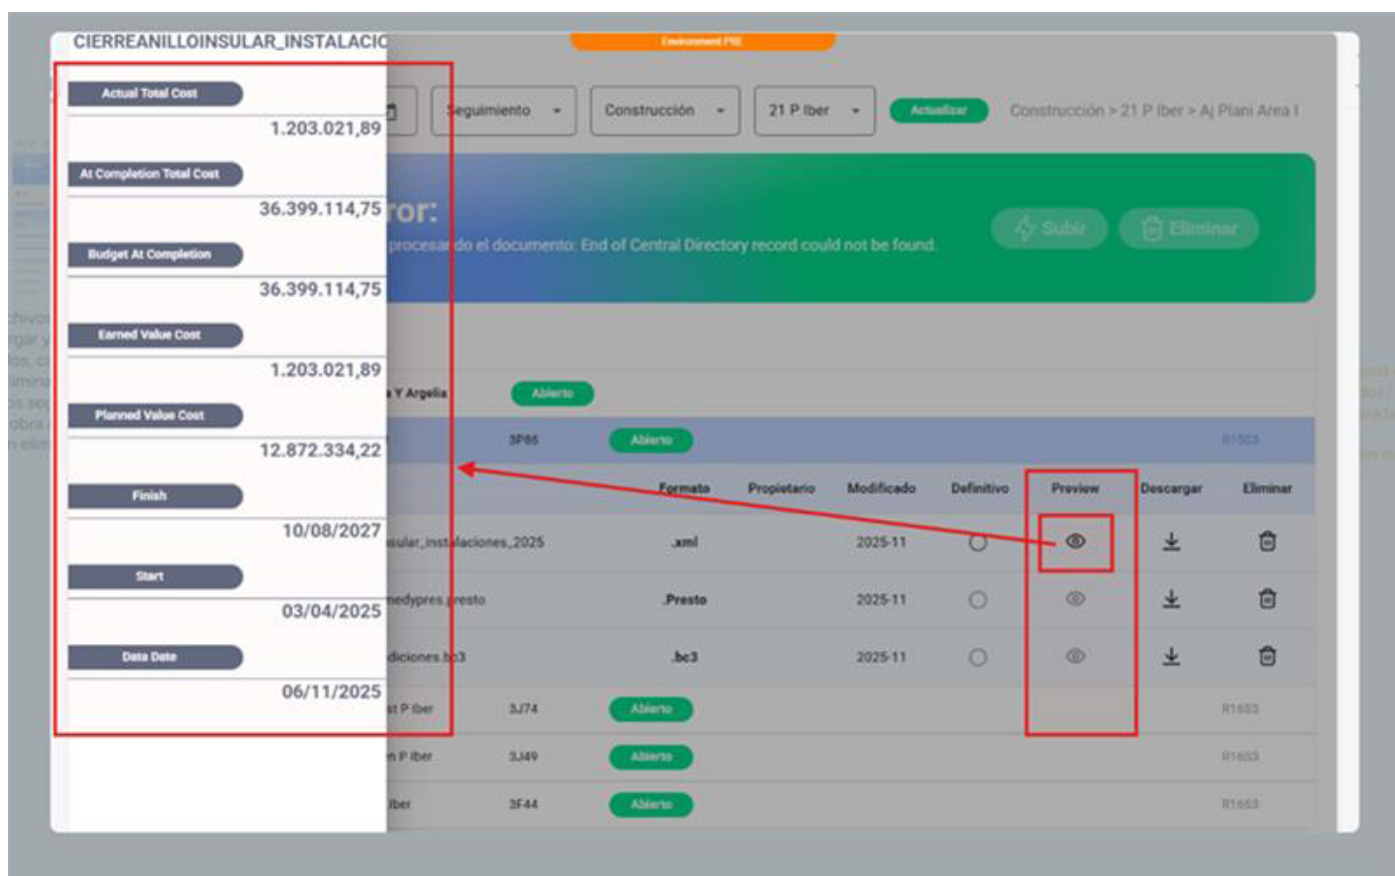 CIERREANILLOINSULAR_INSTALACIC
Environment PRE
Actual Total Cost
1.203.021,89
At Completion Total Cost
36.399.114,75
Budget At Completion
36.399.114,75
Earned Value Cost
1.203.021,89
Planned Value Cost
12.872.334,22
Finish
10/08/2027
Start
03/04/2025
Data Date
06/11/2025
Seguimiento Construcción 21 P Iber Actualizar Construcción > 21 P Iber > Aj Plani Area I
ror:
procesando el documento: End of Central Directory record could not be found.
Subir Eliminar
a Y Argelia Abierto
3P86 Abierto
Formato Propietario Modificado Definitivo Preview Descargar Eliminar
nsular_instalaciones_2025 .xml 2025-11
medypres.presto .Presto 2025-11
diciones.bc3 .bc3 2025-11
st P Iber 3J74 Abierto R1653
n P Iber 3J49 Abierto R1653
Iber 3F44 Abierto R1653